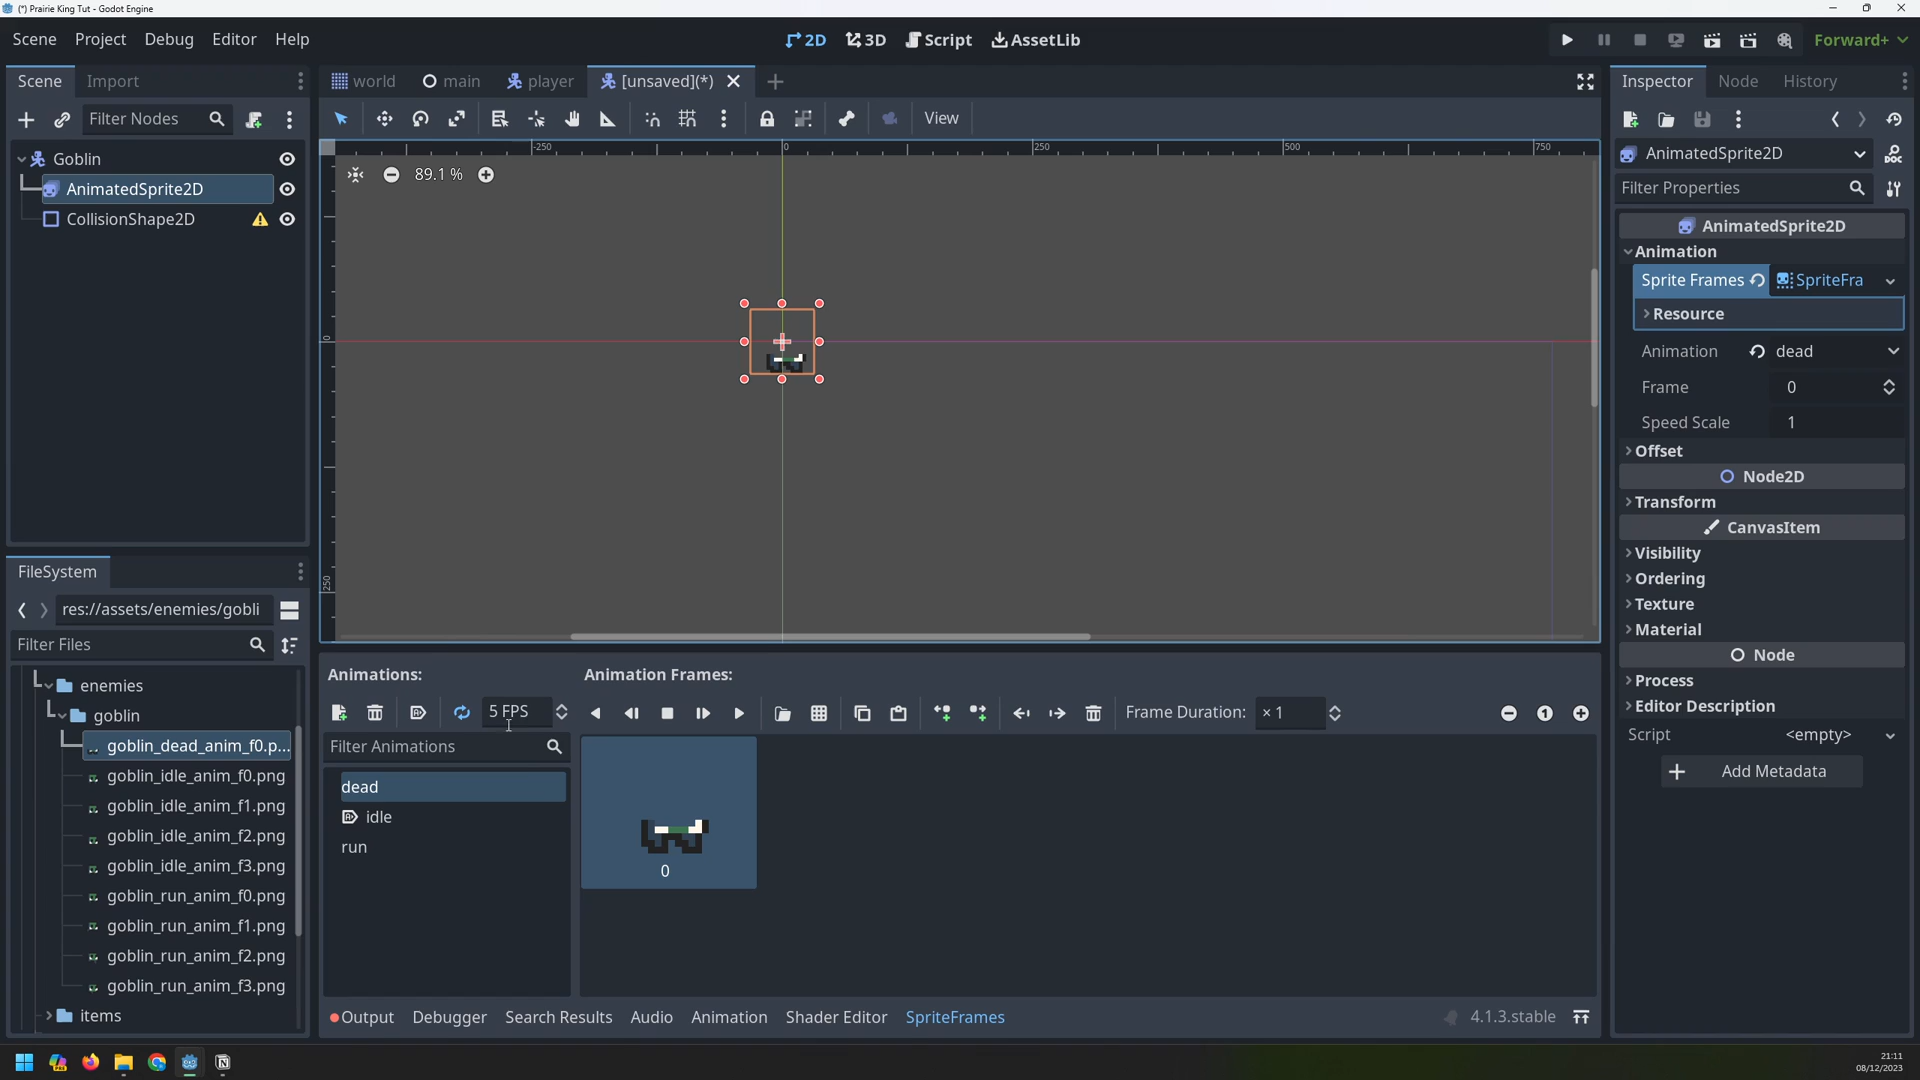 (*) Prairie King Tut - Godot Engine
Scene Project Debug Editor Help
2D 3D Script AssetLib
Forward+
Scene Import
world main player [unsaved](*)
Inspector Node History
Filter Nodes
View
Goblin
AnimatedSprite2D
CollisionShape2D
-250 0 250 500 750
89.1 %
0
250
AnimatedSprite2D
Filter Properties
AnimatedSprite2D
Animation
Sprite Frames SpriteFra
Resource
Animation dead
Frame 0
Speed Scale 1
Offset
Node2D
Transform
CanvasItem
Visibility
Ordering
Texture
Material
Node
Process
Editor Description
Script <empty>
Add Metadata
FileSystem
res://assets/enemies/gobli
Filter Files
enemies
goblin
goblin_dead_anim_f0.p...
goblin_idle_anim_f0.png
goblin_idle_anim_f1.png
goblin_idle_anim_f2.png
goblin_idle_anim_f3.png
goblin_run_anim_f0.png
goblin_run_anim_f1.png
goblin_run_anim_f2.png
goblin_run_anim_f3.png
items
Animations: Animation Frames:
5 FPS
Frame Duration: × 1
Filter Animations
dead
idle
run
0
Output Debugger Search Results Audio Animation Shader Editor SpriteFrames
4.1.3.stable
21:11
08/12/2023